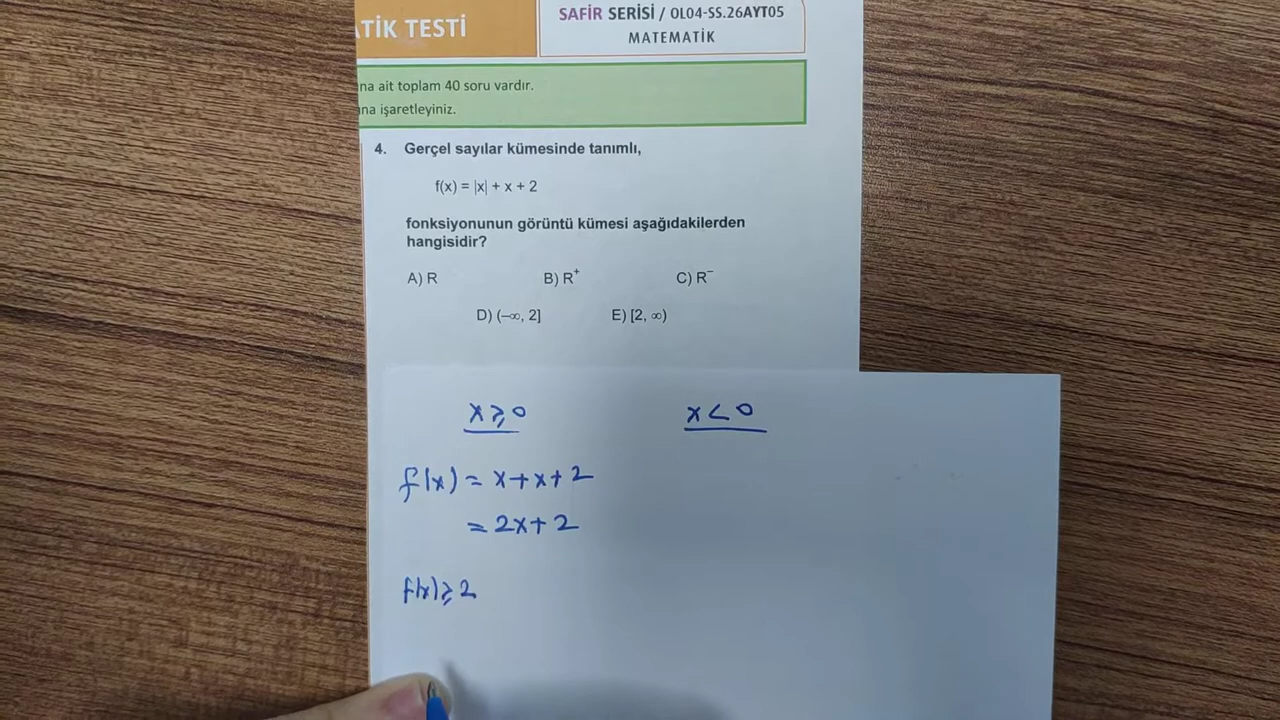 TİK TESTİ
SAFİR SERİSİ / OL04-SS.26AYT05
MATEMATİK
na ait toplam 40 soru vardır.
ına işaretleyiniz.
4. Gerçel sayılar kümesinde tanımlı,
f(x) = |x| + x + 2
fonksiyonunun görüntü kümesi aşağıdakilerden
hangisidir?
A) R B) R⁺ C) R⁻
D) (–∞, 2] E) [2, ∞)
x ≥ 0 x < 0
f(x) = x + x + 2
= 2x + 2
f(x) ≥ 2